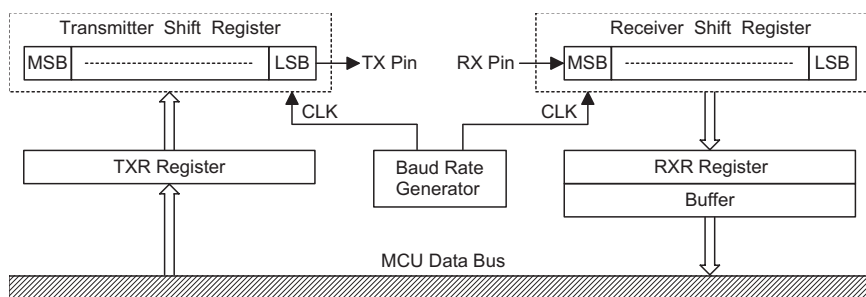 Transmitter Shift Register
MSB
LSB
TX Pin
CLK
TXR Register
Baud Rate
Generator
Receiver Shift Register
RX Pin
MSB
LSB
CLK
RXR Register
Buffer
MCU Data Bus